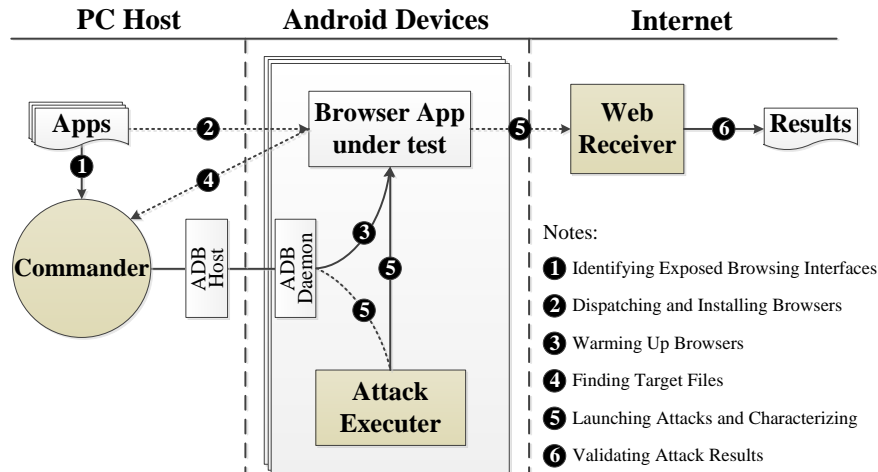 PC Host
Android Devices
Internet
Apps
2
Browser App
under test
5
Web
Receiver
6
Results
1
4
Commander
ADB
Host
ADB
Daemon
3
5
5
Attack
Executer
Notes:
1 Identifying Exposed Browsing Interfaces
2 Dispatching and Installing Browsers
3 Warming Up Browsers
4 Finding Target Files
5 Launching Attacks and Characterizing
6 Validating Attack Results